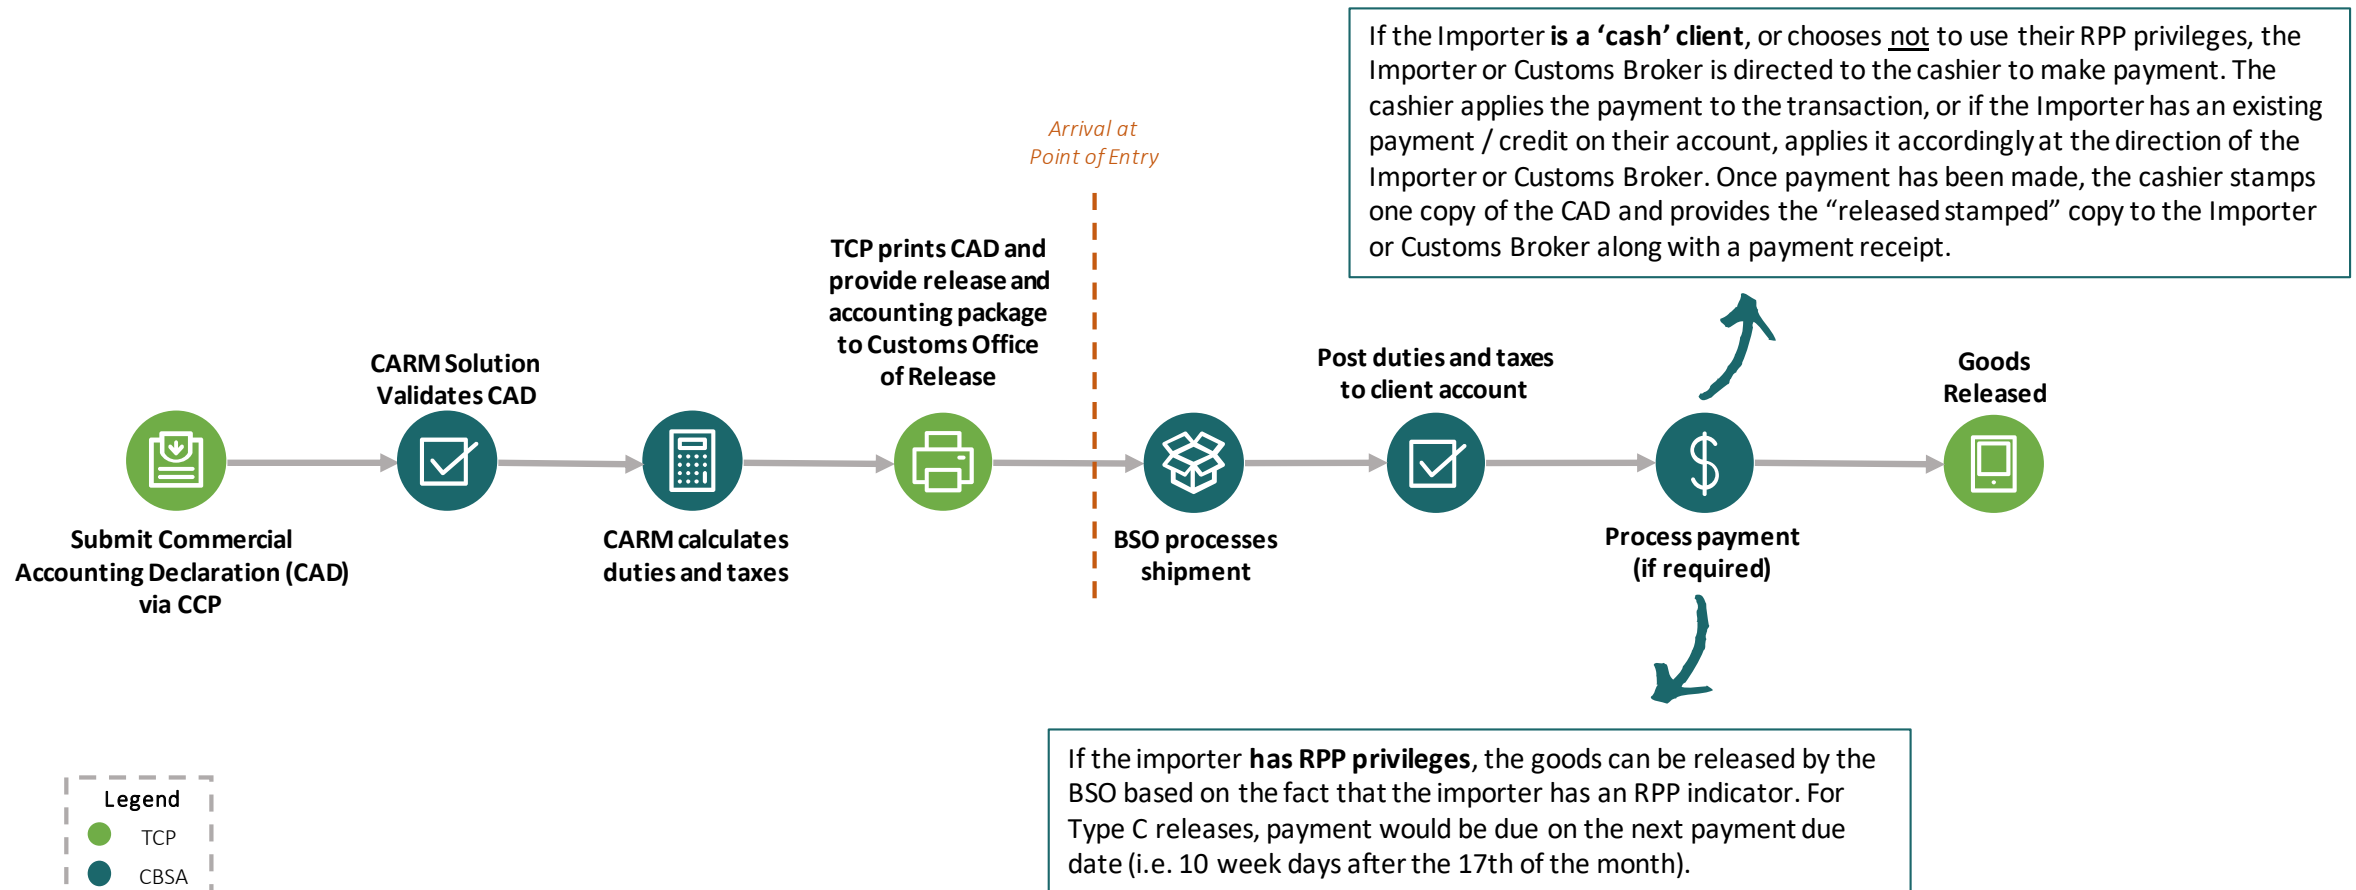 If the Importer is a ‘cash’ client, or chooses not to use their RPP privileges, the
Importer or Customs Broker is directed to the cashier to make payment. The
cashier applies the payment to the transaction, or if the Importer has an existing
payment / credit on their account, applies it accordingly at the direction of the
Importer or Customs Broker. Once payment has been made, the cashier stamps
one copy of the CAD and provides the “released stamped” copy to the Importer
or Customs Broker along with a payment receipt.
Arrival at
Point of Entry
TCP prints CAD and
provide release and
accounting package
to Customs Office
of Release
CARM Solution
Validates CAD
Post duties and taxes
to client account
Goods
Released
Submit Commercial
Accounting Declaration (CAD)
via CCP
CARM calculates
duties and taxes
BSO processes
shipment
Process payment
(if required)
If the importer has RPP privileges, the goods can be released by the
BSO based on the fact that the importer has an RPP indicator. For
Type C releases, payment would be due on the next payment due
date (i.e. 10 week days after the 17th of the month).
Legend
TCP
CBSA